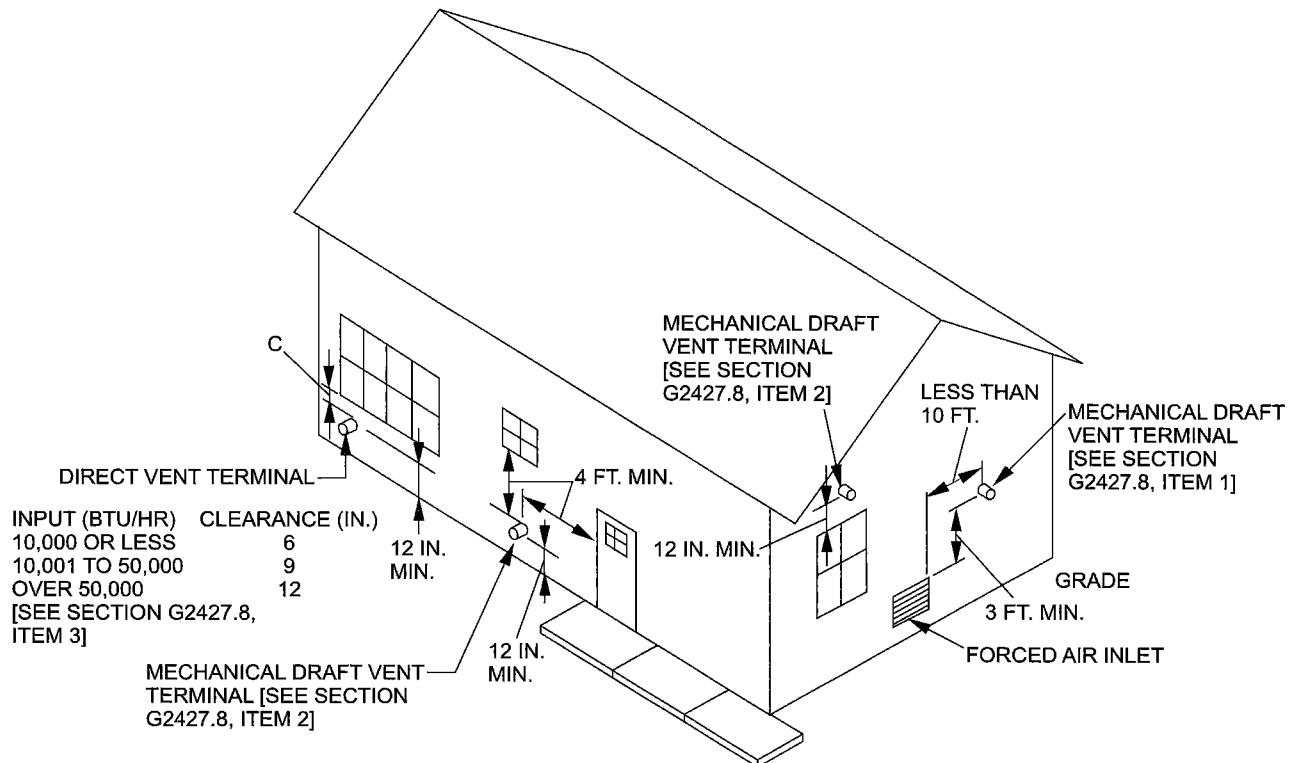 MECHANICAL DRAFT
VENT TERMINAL
[SEE SECTION
G2427.8, ITEM 2]
LESS THAN
10 FT.
MECHANICAL DRAFT
VENT TERMINAL
[SEE SECTION
G2427.8, ITEM 1]
C
DIRECT VENT TERMINAL
4 FT. MIN.
INPUT (BTU/HR) CLEARANCE (IN.)
10,000 OR LESS 6
10,001 TO 50,000 9
OVER 50,000 12
[SEE SECTION G2427.8,
ITEM 3]
12 IN.
MIN.
12 IN. MIN.
GRADE
3 FT. MIN.
FORCED AIR INLET
12 IN.
MIN.
MECHANICAL DRAFT VENT
TERMINAL [SEE SECTION
G2427.8, ITEM 2]